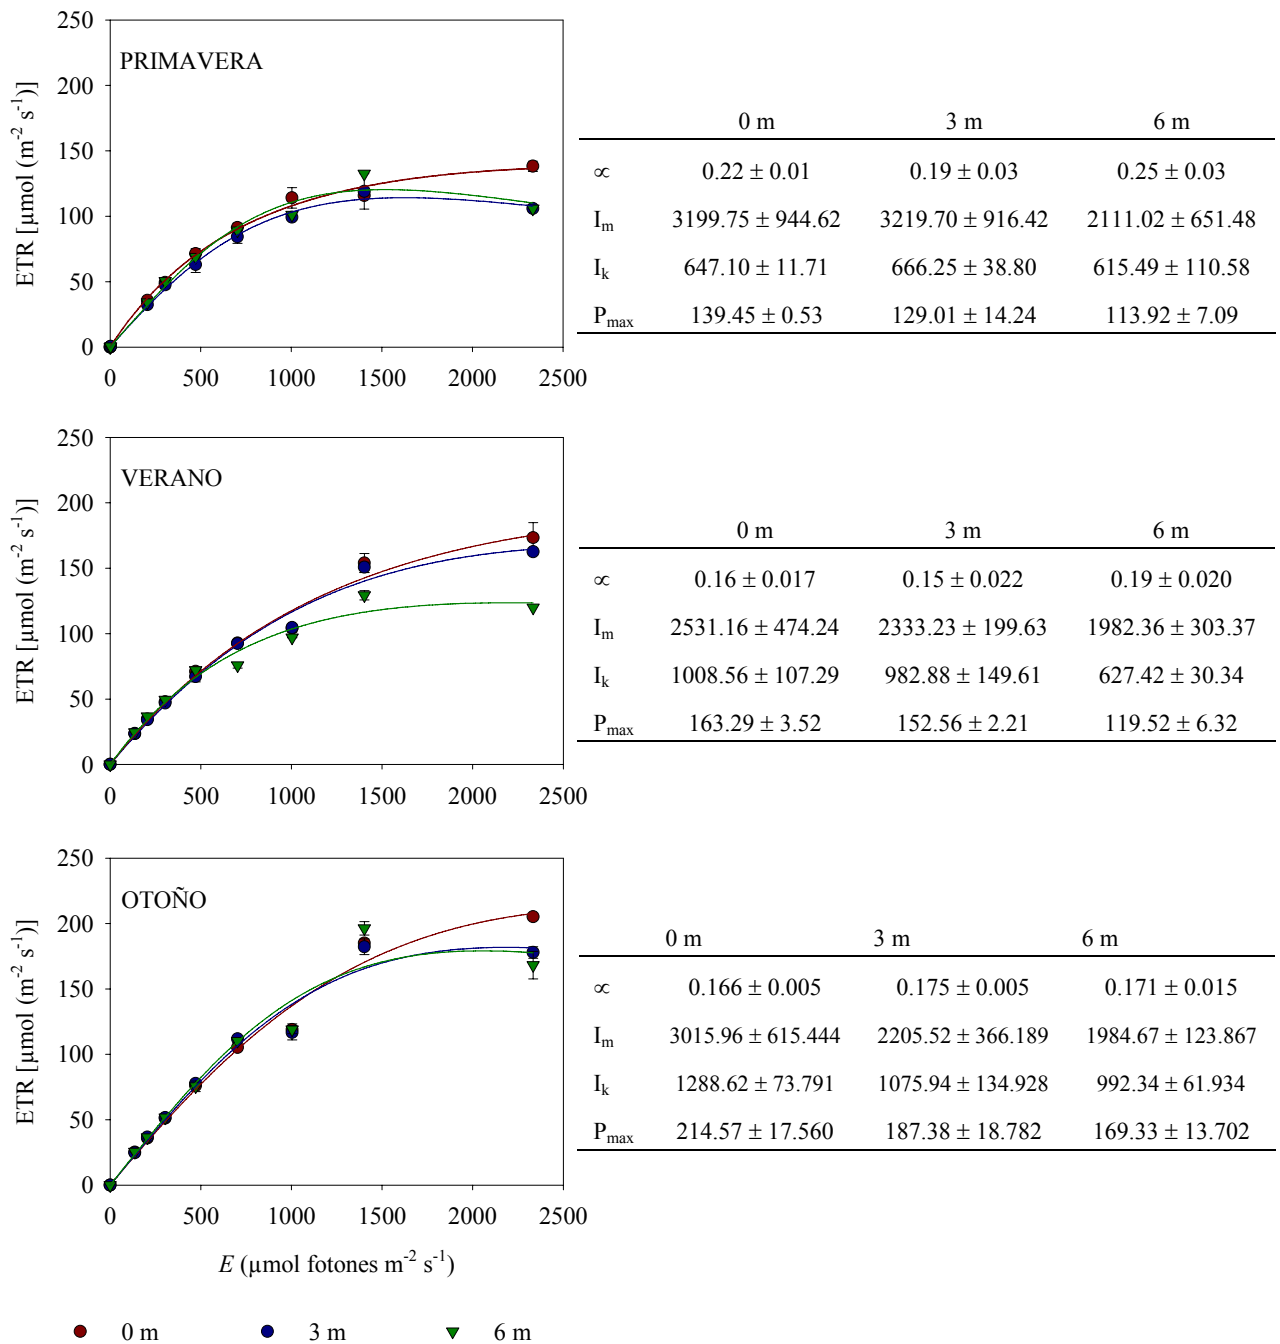 250
PRIMAVERA
200
150
100
50
0
ETR [µmol (m⁻² s⁻¹)]
0 500 1000 1500 2000 2500
0 m 3 m 6 m
∝ 0.22 ± 0.01 0.19 ± 0.03 0.25 ± 0.03
Iₘ 3199.75 ± 944.62 3219.70 ± 916.42 2111.02 ± 651.48
Iₖ 647.10 ± 11.71 666.25 ± 38.80 615.49 ± 110.58
Pₘₐₓ 139.45 ± 0.53 129.01 ± 14.24 113.92 ± 7.09
250
VERANO
200
150
100
50
0
ETR [µmol (m⁻² s⁻¹)]
0 500 1000 1500 2000 2500
0 m 3 m 6 m
∝ 0.16 ± 0.017 0.15 ± 0.022 0.19 ± 0.020
Iₘ 2531.16 ± 474.24 2333.23 ± 199.63 1982.36 ± 303.37
Iₖ 1008.56 ± 107.29 982.88 ± 149.61 627.42 ± 30.34
Pₘₐₓ 163.29 ± 3.52 152.56 ± 2.21 119.52 ± 6.32
250
OTOÑO
200
150
100
50
0
ETR [µmol (m⁻² s⁻¹)]
0 500 1000 1500 2000 2500
E (µmol fotones m⁻² s⁻¹)
0 m 3 m 6 m
∝ 0.166 ± 0.005 0.175 ± 0.005 0.171 ± 0.015
Iₘ 3015.96 ± 615.444 2205.52 ± 366.189 1984.67 ± 123.867
Iₖ 1288.62 ± 73.791 1075.94 ± 134.928 992.34 ± 61.934
Pₘₐₓ 214.57 ± 17.560 187.38 ± 18.782 169.33 ± 13.702
0 m 3 m 6 m